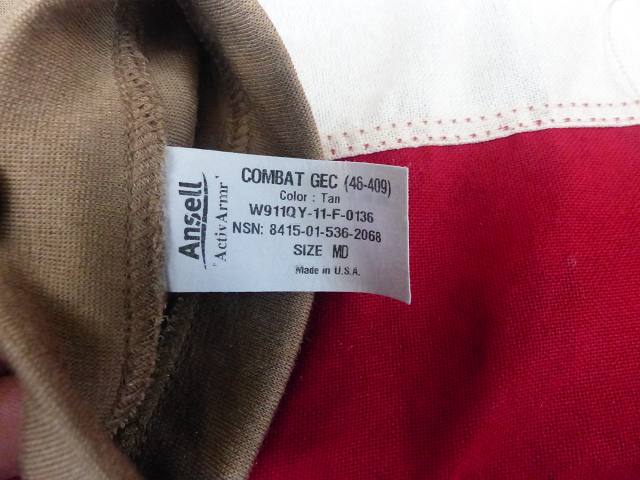 Ansell
'ActivArmr'
COMBAT GEC (46-409)
Color : Tan
W911QY-11-F-0136
NSN: 8415-01-536-2068
SIZE MD
Made in U.S.A.